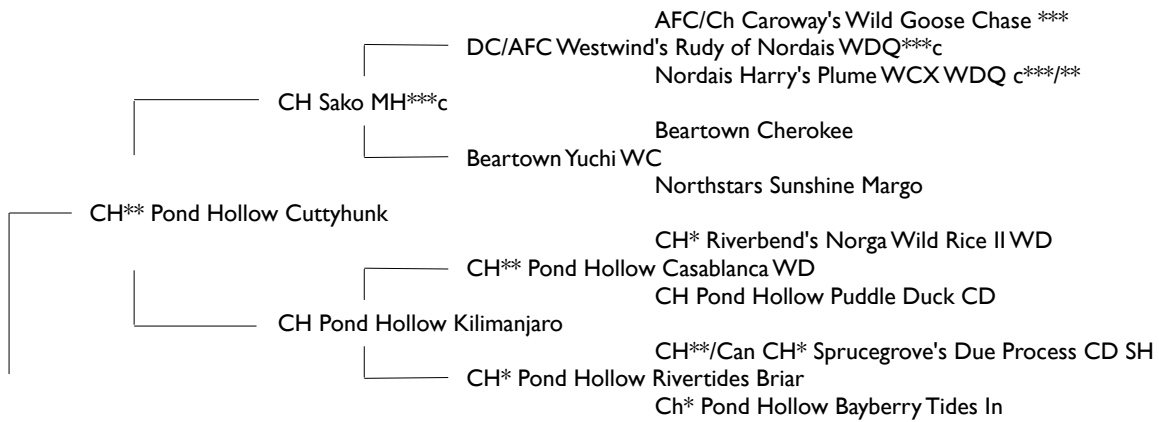 AFC/Ch Caroway's Wild Goose Chase ***
DC/AFC Westwind's Rudy of Nordais WDQ***c
Nordais Harry's Plume WCX WDQ c***/**
CH Sako MH***c
Beartown Cherokee
Beartown Yuchi WC
Northstars Sunshine Margo
CH** Pond Hollow Cuttyhunk
CH* Riverbend's Norga Wild Rice II WD
CH** Pond Hollow Casablanca WD
CH Pond Hollow Puddle Duck CD
CH Pond Hollow Kilimanjaro
CH**/Can CH* Sprucegrove's Due Process CD SH
CH* Pond Hollow Rivertides Briar
Ch* Pond Hollow Bayberry Tides In